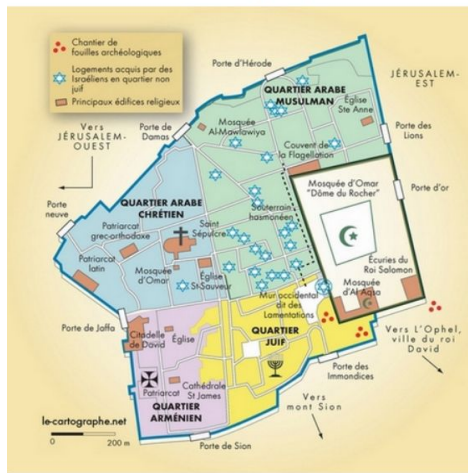 Chantier de
fouilles archéologiques
Logements acquis par des
Israéliens en quartier non
juif
Principaux édifices religieux
Porte d'Hérode
JÉRUSALEM-
EST
QUARTIER ARABE
MUSULMAN
Église
Ste Anne
Vers
JÉRUSALEM-
OUEST
Porte de
Damas
Mosquée
Al-Mawlawiya
Porte des
Lions
Couvent de
la Flagellation
Mosquée d'Omar
"Dôme du Rocher"
Porte d'or
QUARTIER ARABE
CHRÉTIEN
Porte
neuve
Souterrain
hasmonéen
Patriarcat
grec-orthodoxe
Saint
Sépulcre
Patriarcat
latin
Mosquée
d'Omar
Église
St-Sauveur
Écuries du
Roi Salomon
Mosquée
d'Al Aqsa
Mur occidental
dit des
Lamentations
Porte de Jaffa
Citadelle
de David
Église
QUARTIER
JUIF
Vers L'Ophel,
ville du roi
David
Porte des
Immondices
Patriarcat
Cathédrale
St James
QUARTIER
ARMÉNIEN
Vers
mont Sion
le-cartographe.net
0 200 m
Porte de Sion